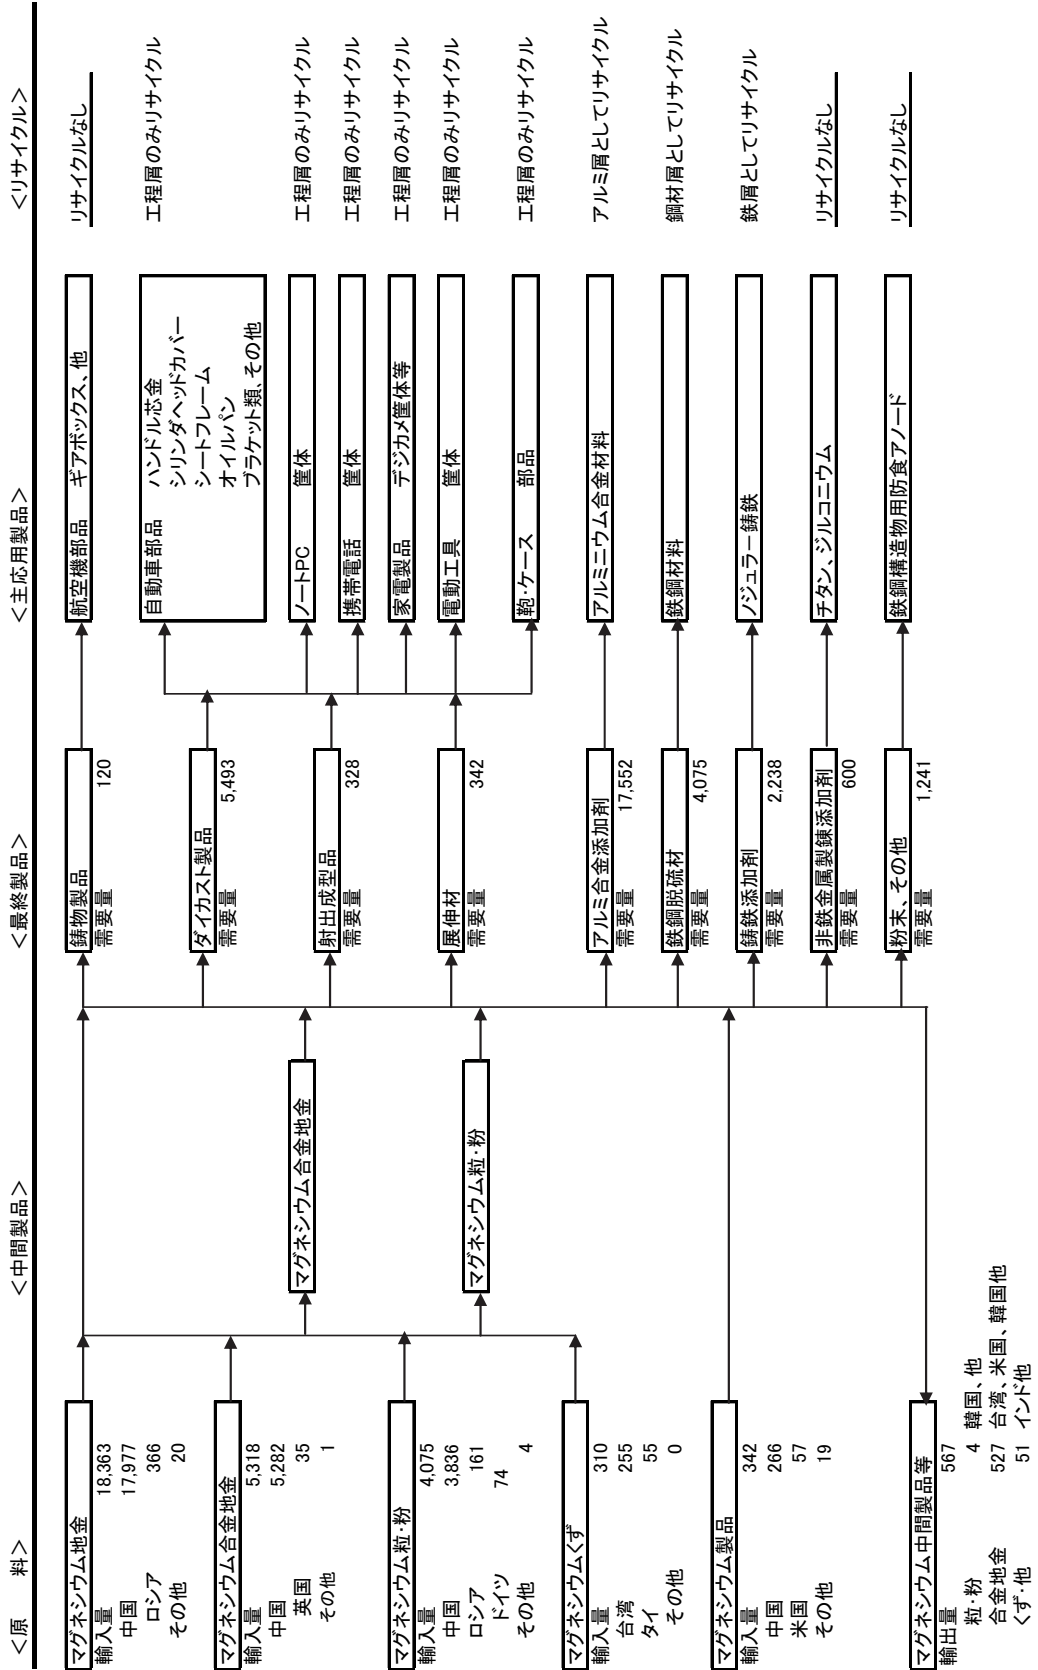 ＜原　　料＞
＜中間製品＞
＜最終製品＞
＜主応用製品＞
＜リサイクル＞
マグネシウム地金
輸入量 18,363
中国 17,977
ロシア 366
その他 20
マグネシウム合金地金
輸入量 5,318
中国 5,282
英国 35
その他 1
マグネシウム粒・粉
輸入量 4,075
中国 3,836
ロシア 161
ドイツ 74
その他 4
マグネシウムくず
輸入量 310
台湾 255
タイ 55
その他 0
マグネシウム製品
輸入量 342
中国 266
米国 57
その他 19
マグネシウム中間製品等
輸出量 567
粒・粉 4 韓国、他
合金地金 527 台湾、米国、韓国他
くず・他 51 インド他
マグネシウム合金地金
マグネシウム粒・粉
鋳物製品
需要量 120
ダイカスト製品
需要量 5,493
射出成型品
需要量 328
展伸材
需要量 342
アルミ合金添加剤
需要量 17,552
鉄鋼脱硫材
需要量 4,075
鋳鉄添加剤
需要量 2,238
非鉄金属製錬添加剤
需要量 600
粉末、その他
需要量 1,241
航空機部品 ギアボックス、他
自動車部品 ハンドル芯金
シリンダヘッドカバー
シートフレーム
オイルパン
ブラケット類、その他
ノートPC 筐体
携帯電話 筐体
家電製品 デジカメ筐体等
電動工具 筐体
鞄・ケース 部品
アルミニウム合金材料
鉄鋼材料
ノジュラー鋳鉄
チタン、ジルコニウム
鉄鋼構造物用防食アノード
リサイクルなし
工程屑のみリサイクル
工程屑のみリサイクル
工程屑のみリサイクル
工程屑のみリサイクル
工程屑のみリサイクル
工程屑のみリサイクル
アルミ屑としてリサイクル
鋼材屑としてリサイクル
鉄屑としてリサイクル
リサイクルなし
リサイクルなし